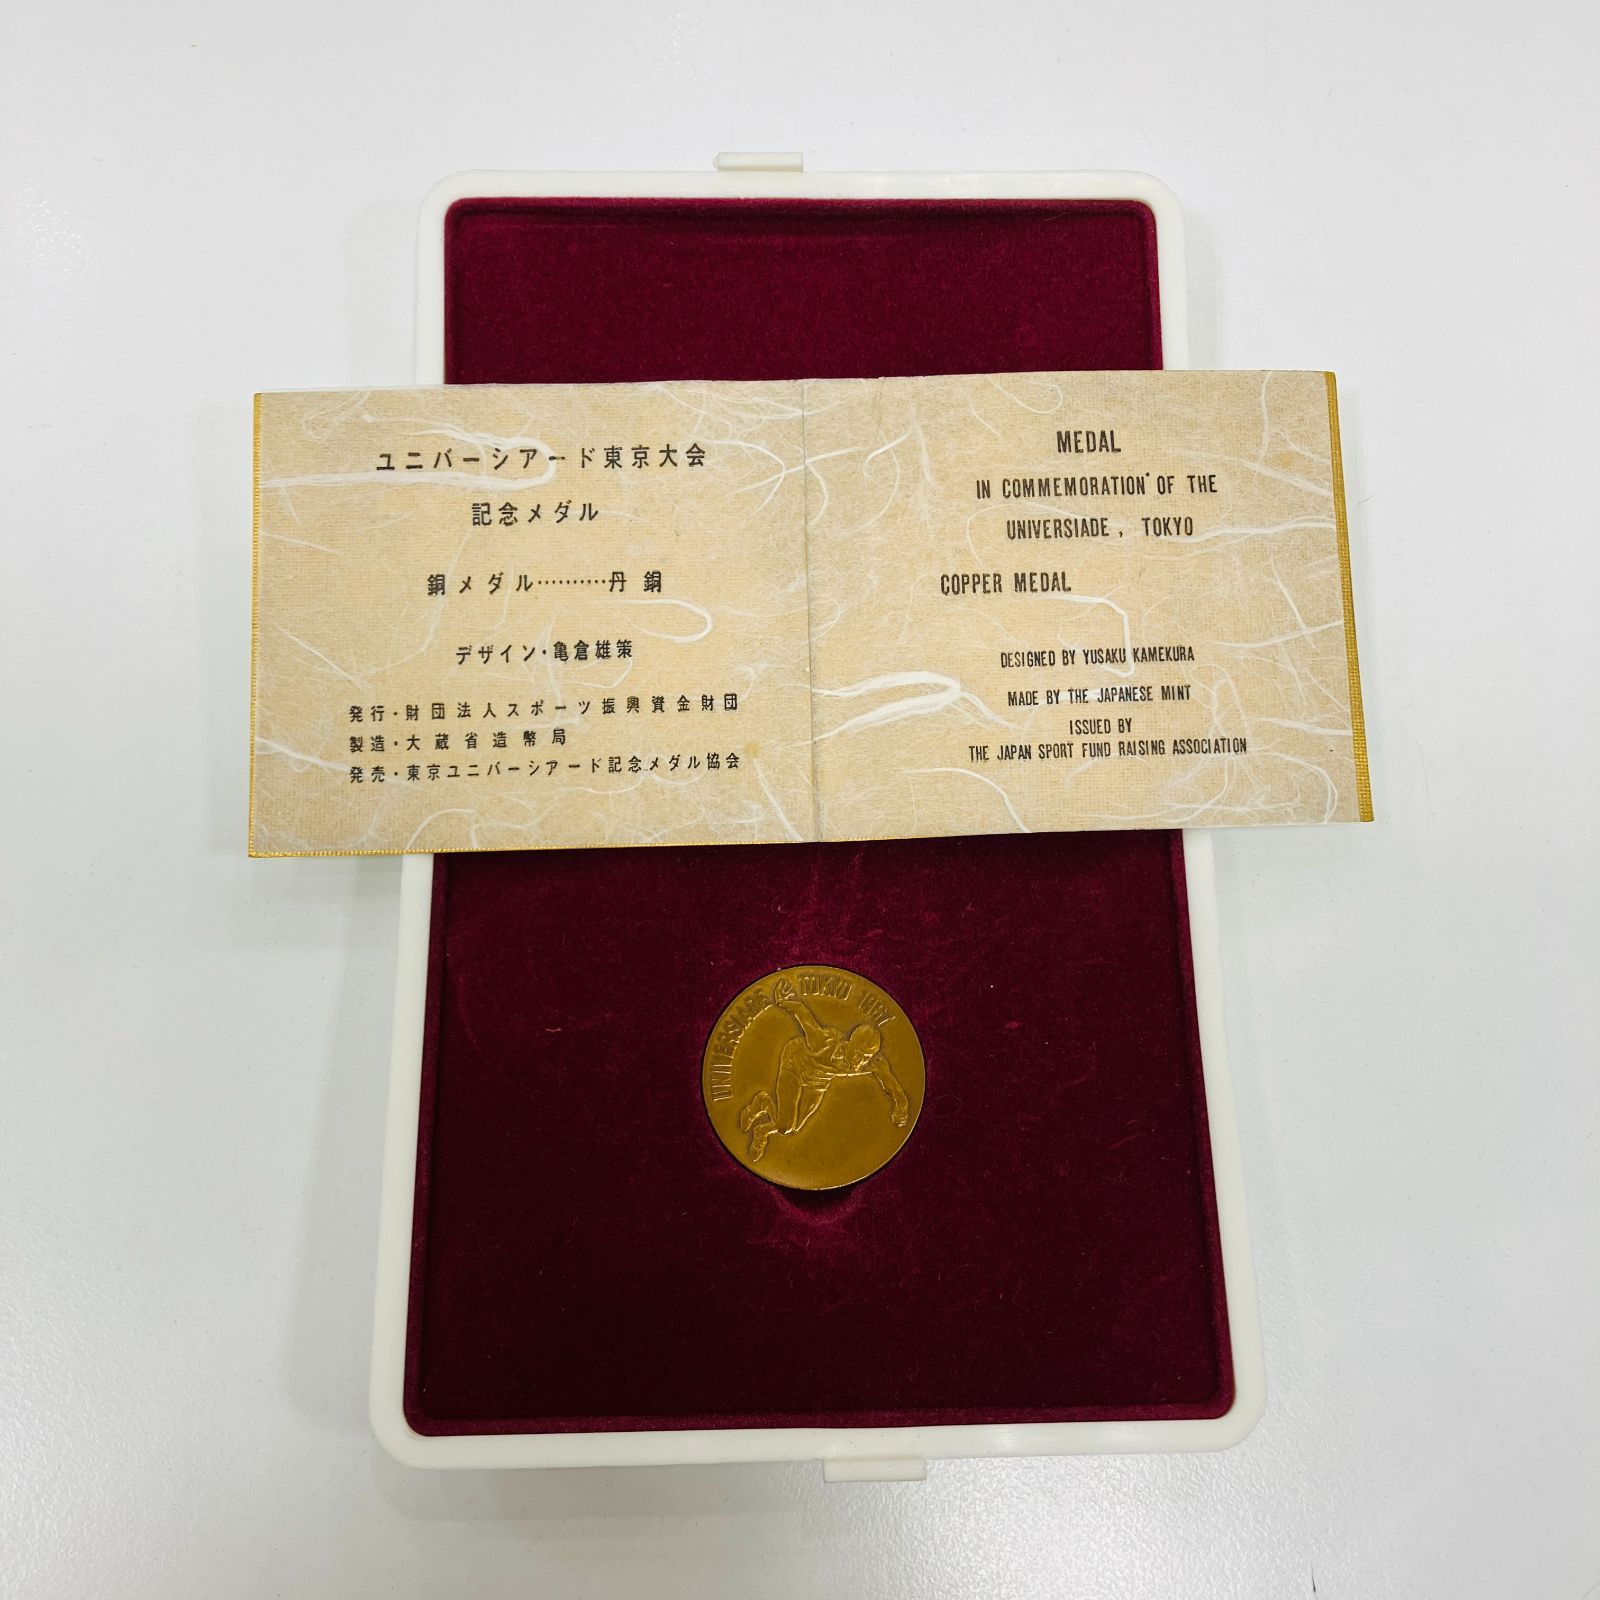 ユニバーシアード東京大会
記念メダル
銅メダル‥‥‥‥‥丹銅
デザイン・亀倉雄策
発行・財団法人スポーツ振興資金財団
製造・大蔵省造幣局
発売・東京ユニバーシアード記念メダル協会
MEDAL
IN COMMEMORATION OF THE
UNIVERSIADE, TOKYO
COPPER MEDAL
DESIGNED BY YUSAKU KAMEKURA
MADE BY THE JAPANESE MINT
ISSUED BY
THE JAPAN SPORT FUND RAISING ASSOCIATION
UNIVERSIADE TOKYO 1967